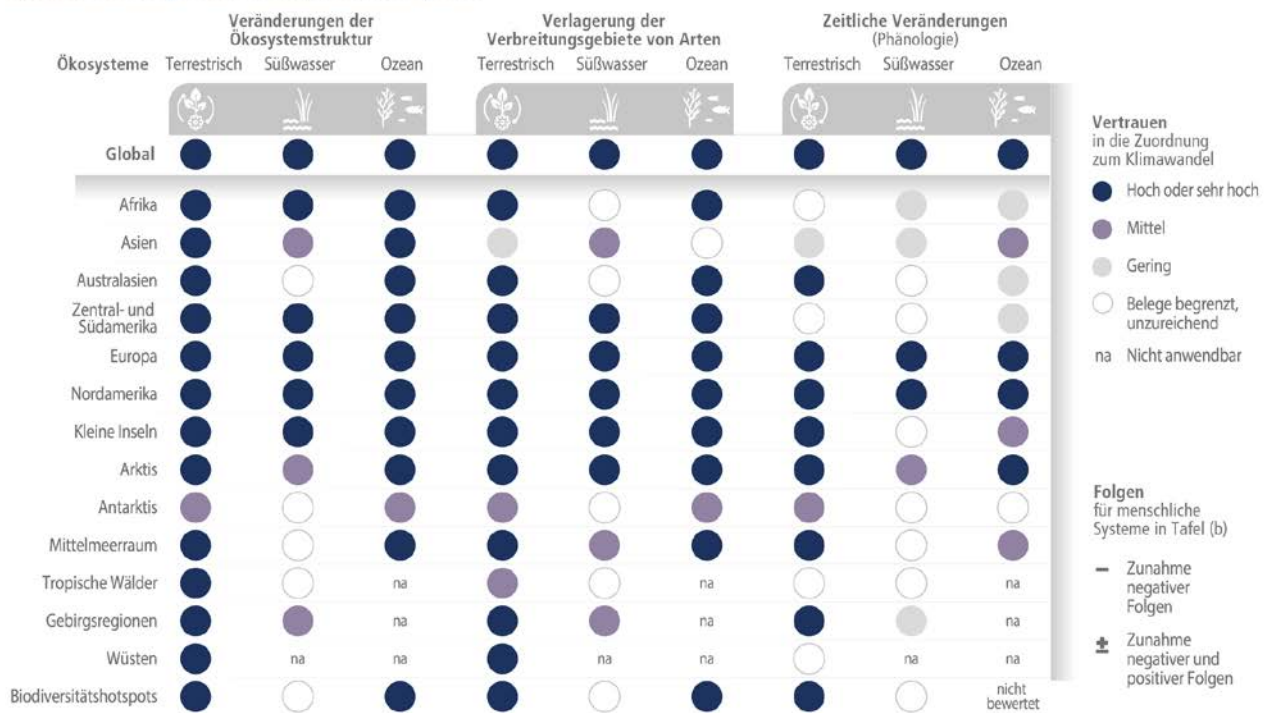 Veränderungen der
Ökosystemstruktur
Verlagerung der
Verbreitungsgebiete von Arten
Zeitliche Veränderungen
(Phänologie)
Ökosysteme Terrestrisch Süßwasser Ozean Terrestrisch Süßwasser Ozean Terrestrisch Süßwasser Ozean
Global
Afrika
Asien
Australasien
Zentral- und
Südamerika
Europa
Nordamerika
Kleine Inseln
Arktis
Antarktis
Mittelmeerraum
Tropische Wälder na na na
Gebirgsregionen na na na
Wüsten na na na na na na
Biodiversitätshotspots nicht
bewertet
Vertrauen
in die Zuordnung
zum Klimawandel
Hoch oder sehr hoch
Mittel
Gering
Belege begrenzt,
unzureichend
na Nicht anwendbar
Folgen
für menschliche
Systeme in Tafel (b)
− Zunahme
negativer
Folgen
± Zunahme
negativer und
positiver Folgen